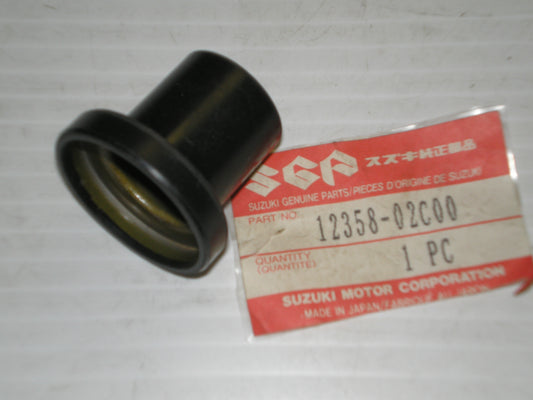 SGP スズキ純正部品
SUZUKI GENUINE PARTS/PIECES D'ORIGINE DE SUZUKI
PART NO. 12358-02C00
QUANTITY 1 PC
(QUANTITE)
SUZUKI MOTOR CORPORATION
MADE IN JAPAN/FABRIQUE AU JAPON